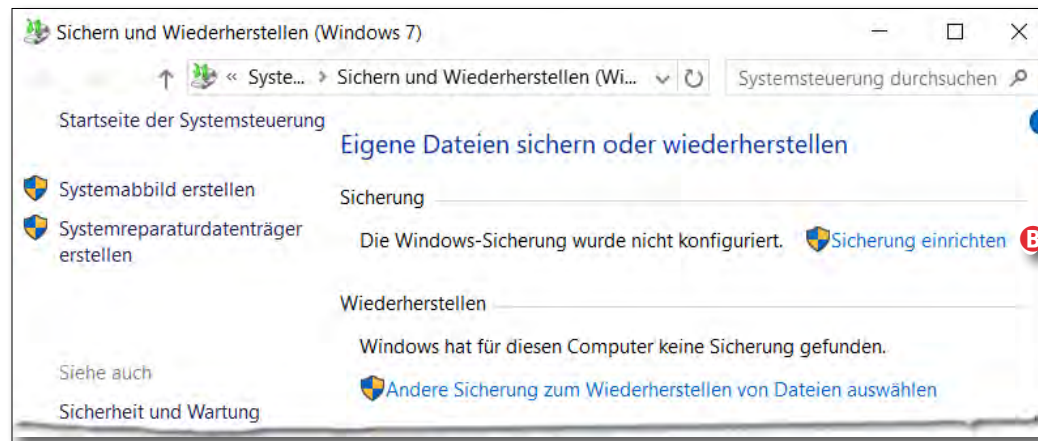 Sichern und Wiederherstellen (Windows 7)
« Syste... › Sichern und Wiederherstellen (Wi...
Systemsteuerung durchsuchen
Startseite der Systemsteuerung
Systemabbild erstellen
Systemreparaturdatenträger
erstellen
Siehe auch
Sicherheit und Wartung
Eigene Dateien sichern oder wiederherstellen
Sicherung
Die Windows-Sicherung wurde nicht konfiguriert. Sicherung einrichten B
Wiederherstellen
Windows hat für diesen Computer keine Sicherung gefunden.
Andere Sicherung zum Wiederherstellen von Dateien auswählen